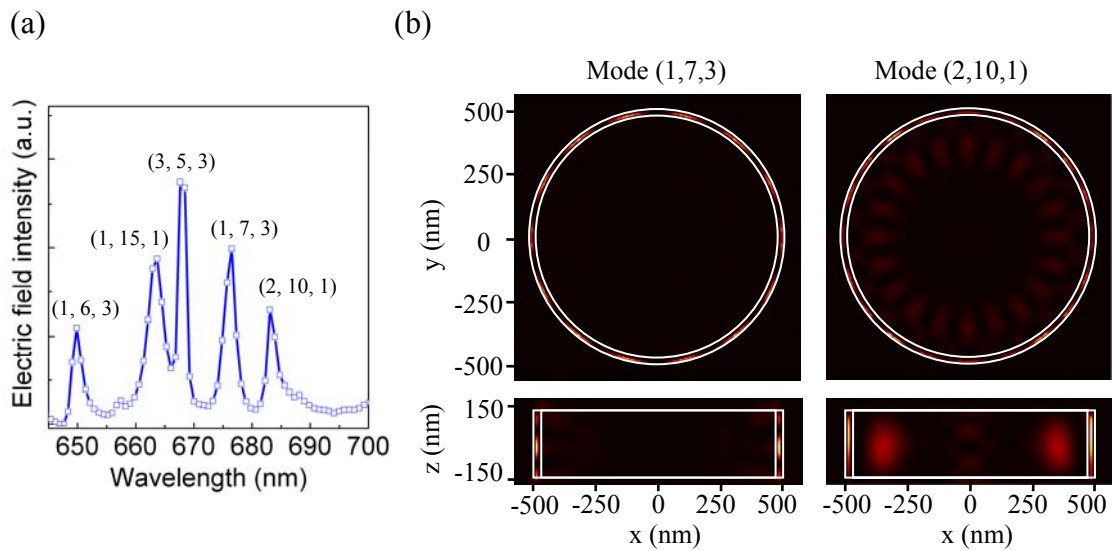 (a)
Electric field intensity (a.u.)
(1, 6, 3)
(1, 15, 1)
(3, 5, 3)
(1, 7, 3)
(2, 10, 1)
650 660 670 680 690 700
Wavelength (nm)
(b)
Mode (1,7,3)
Mode (2,10,1)
y (nm)
500
250
0
-250
-500
z (nm)
150
-150
-500 -250 0 250 500
x (nm)
-500 -250 0 250 500
x (nm)